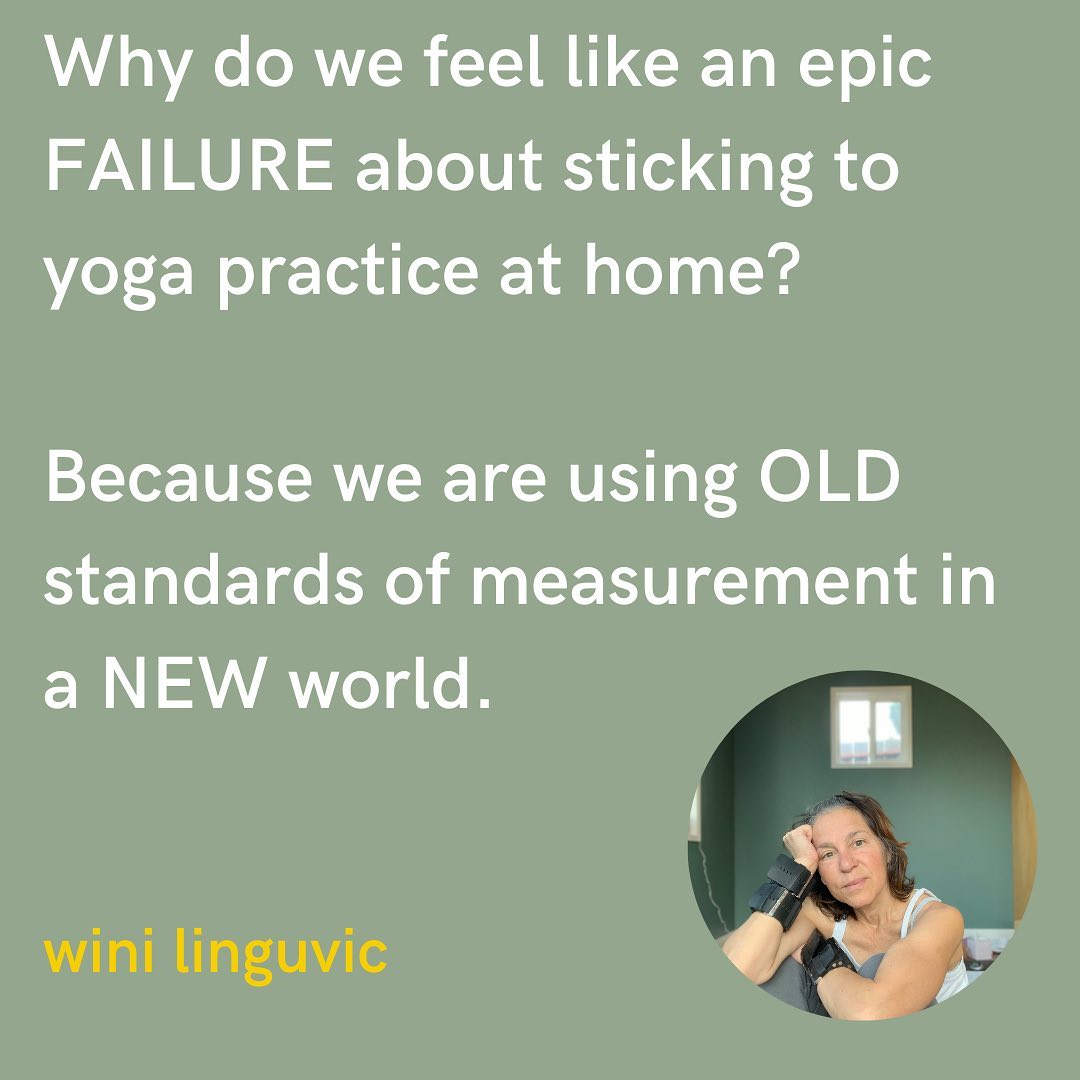 Why do we feel like an epic
FAILURE about sticking to
yoga practice at home?
Because we are using OLD
standards of measurement in
a NEW world.
wini linguvic